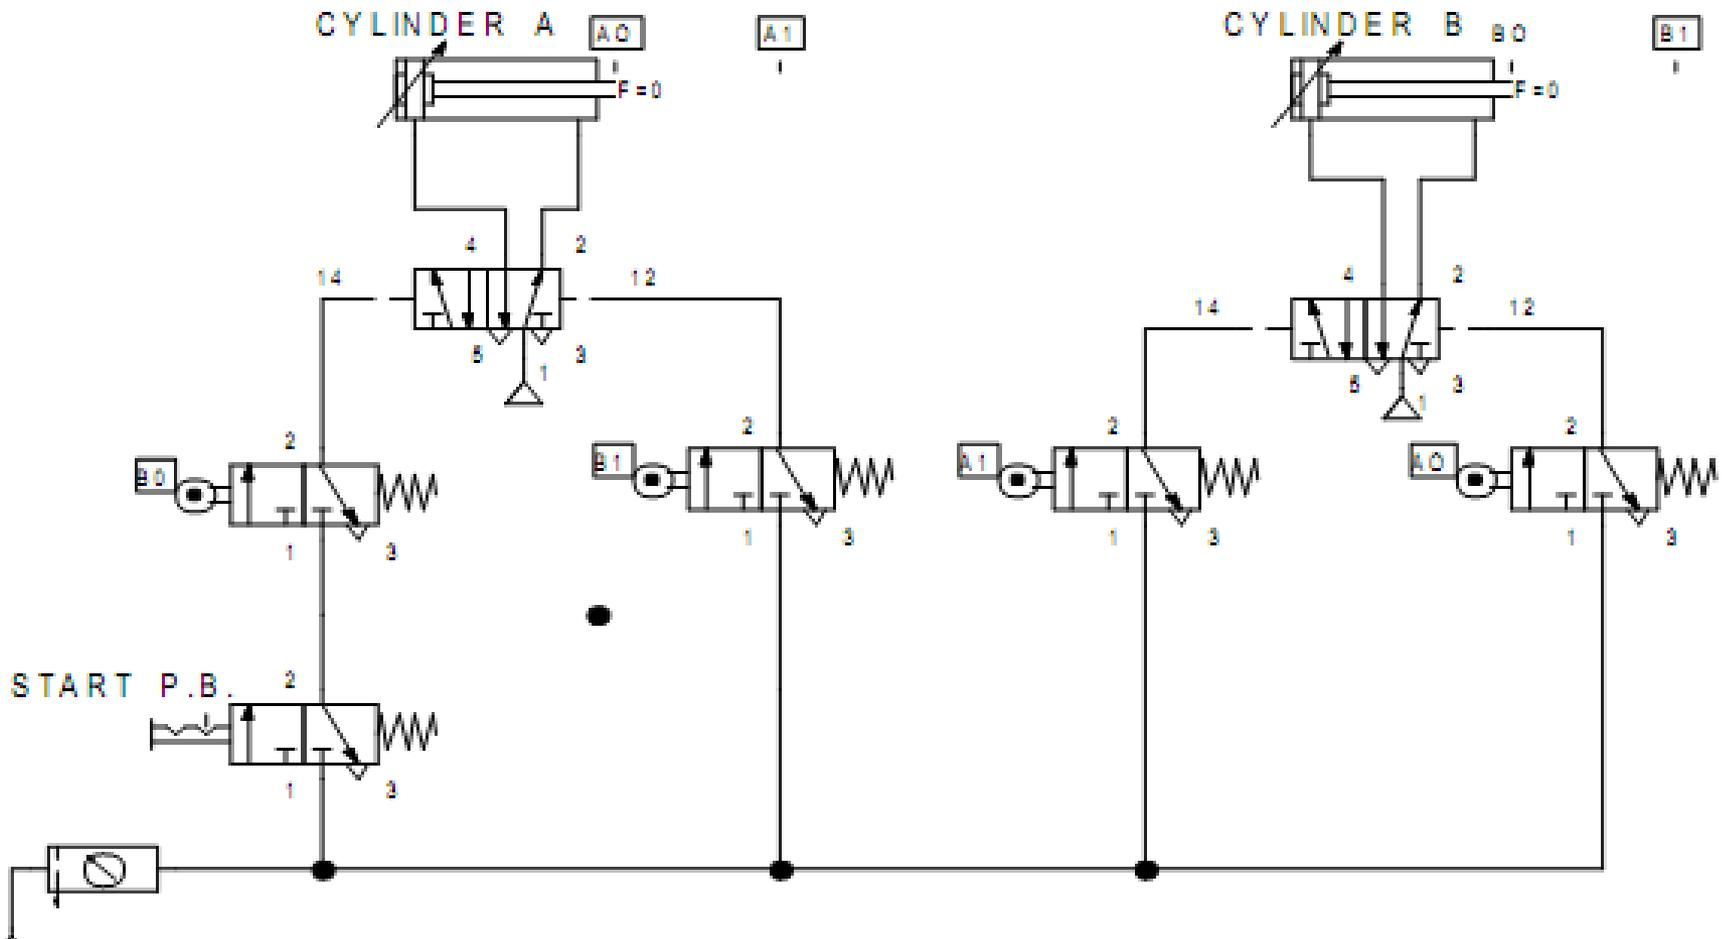 CYLINDER A A0 A1 CYLINDER B B0 B1
F=0 F=0
4 2
14 12
4 2
14 12
5 3
1
5 3
1
2 2 2 2
B0 B1 A1 A0
1 3 1 3 1 3 1 3
START P.B. 2
1 3